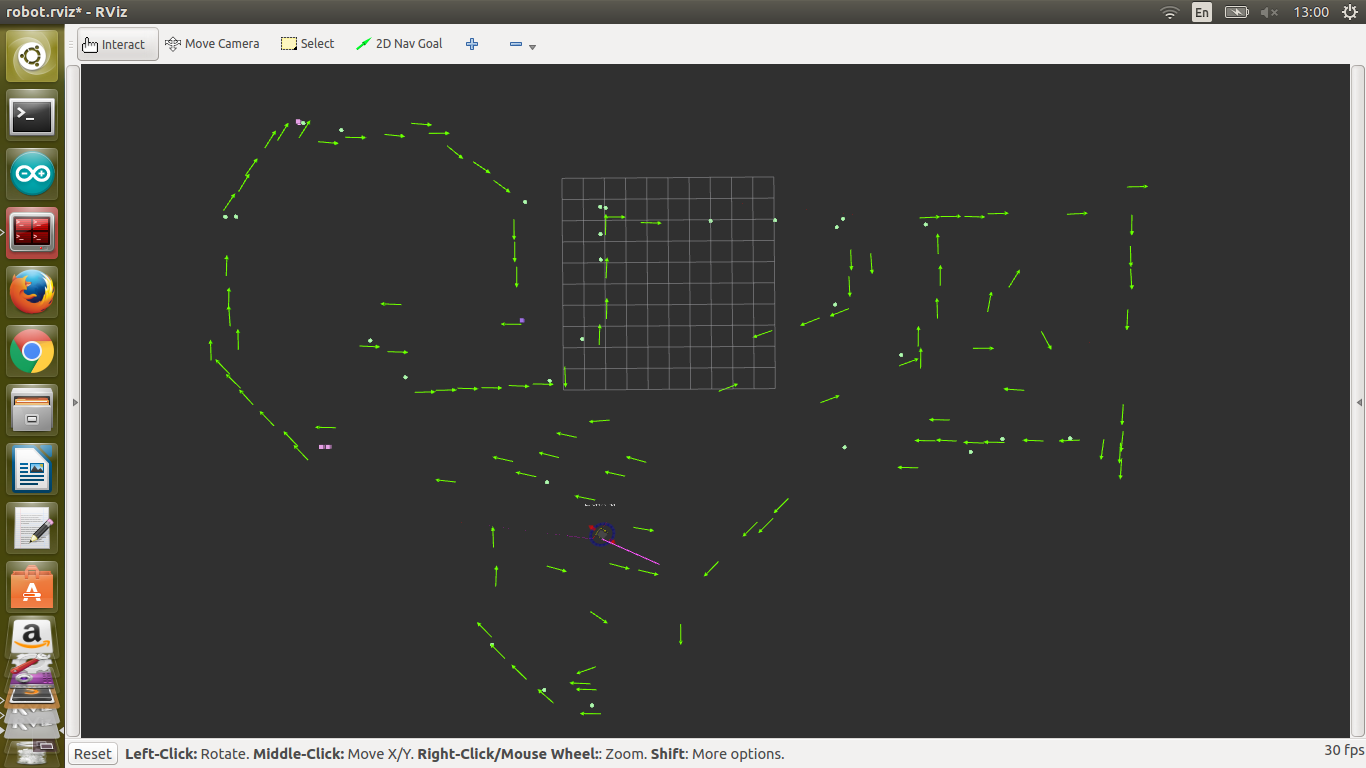 robot.rviz* - RViz
En
13:00
Interact
Move Camera
Select
2D Nav Goal
Reset
Left-Click: Rotate. Middle-Click: Move X/Y. Right-Click/Mouse Wheel:: Zoom. Shift: More options.
30 fps